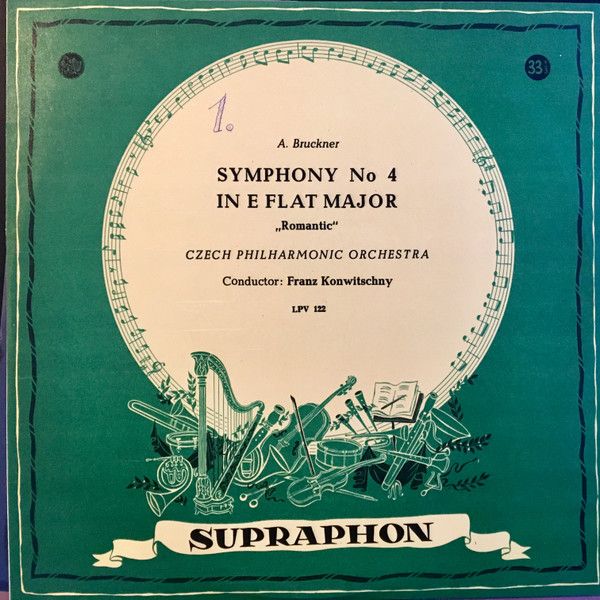 33⅓
1.
A. Bruckner
SYMPHONY No 4
IN E FLAT MAJOR
„Romantic“
CZECH PHILHARMONIC ORCHESTRA
Conductor: Franz Konwitschny
LPV 122
SUPRAPHON